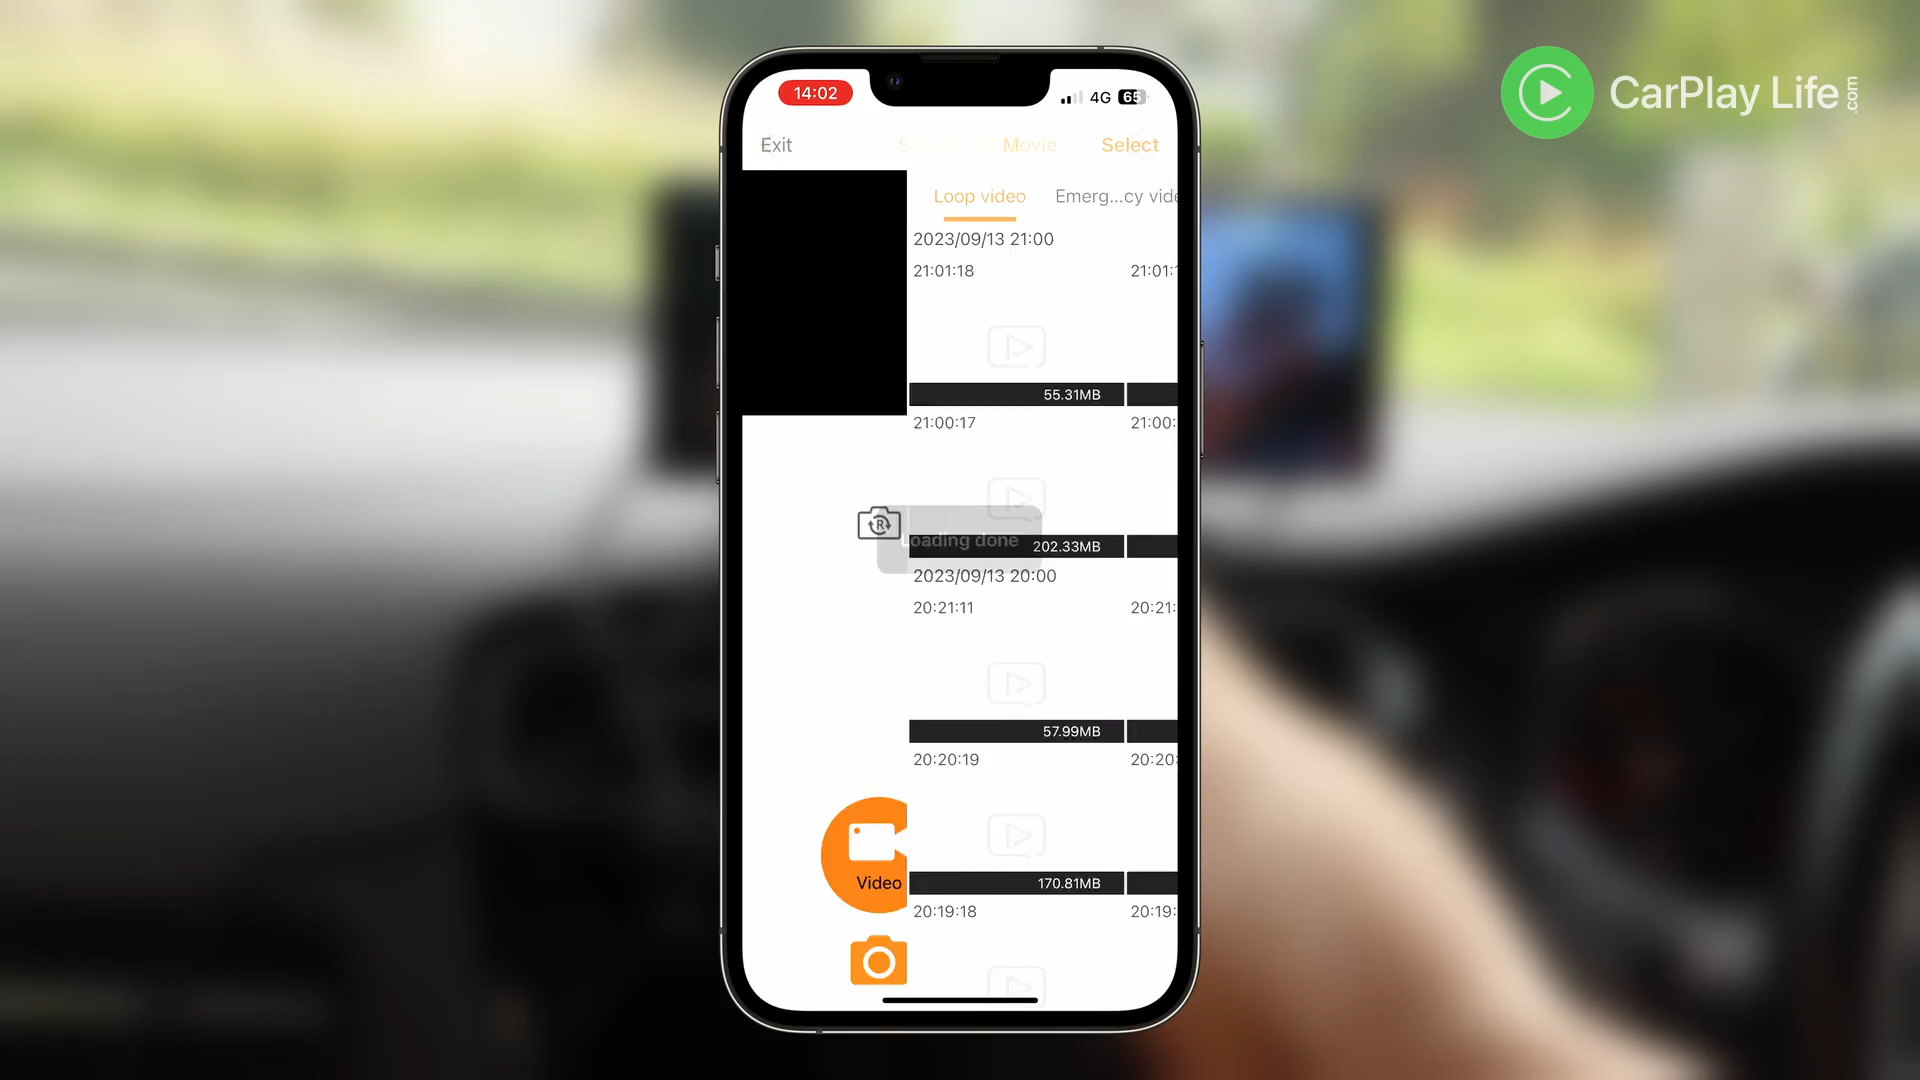 CarPlay Life.com
14:02
4G 65
Exit
Movie
Select
Loop video
Emerg...cy vide
2023/09/13 21:00
21:01:18
21:01:1
55.31MB
21:00:17
21:00:
Loading done
202.33MB
2023/09/13 20:00
20:21:11
20:21:
57.99MB
20:20:19
20:20:
170.81MB
Video
20:19:18
20:19: